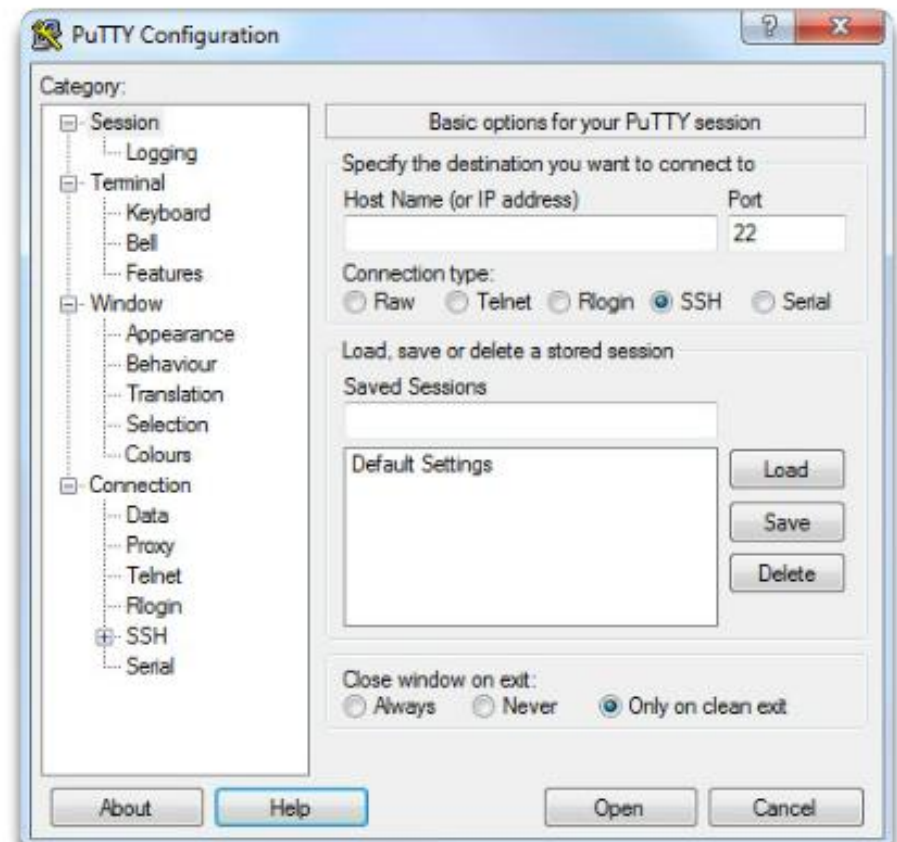 PuTTY Configuration
Category:
Session
Logging
Terminal
Keyboard
Bell
Features
Window
Appearance
Behaviour
Translation
Selection
Colours
Connection
Data
Proxy
Telnet
Rlogin
SSH
Serial
Basic options for your PuTTY session
Specify the destination you want to connect to
Host Name (or IP address) Port
22
Connection type:
Raw Telnet Rlogin SSH Serial
Load, save or delete a stored session
Saved Sessions
Default Settings
Load
Save
Delete
Close window on exit:
Always Never Only on clean exit
About Help Open Cancel